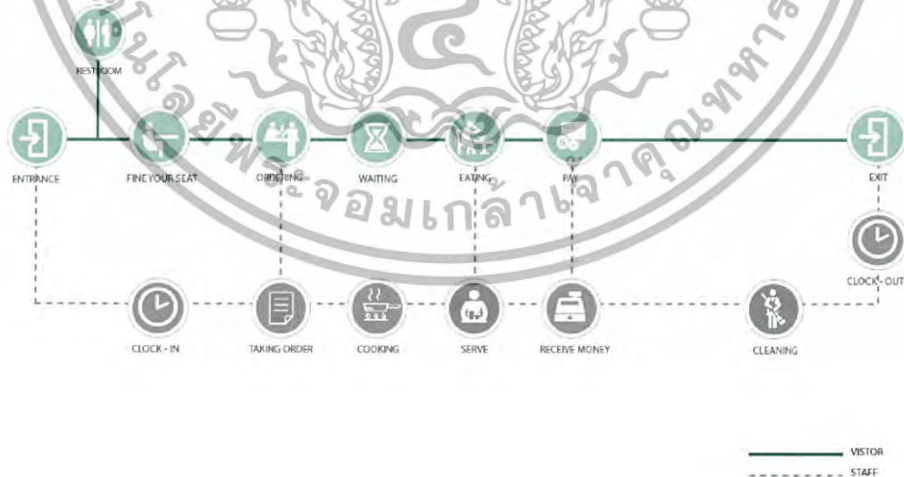 RESTROOM
ENTRANCE
FINE YOUR SEAT
ORDERING
WAITING
EATING
PAY
EXIT
โนโลยีพระจอมเกล้าเจ้าคุณทหาร
CLOCK - OUT
CLOCK - IN
TAKING ORDER
COOKING
SERVE
RECEIVE MONEY
CLEANING
VISTOR
STAFF